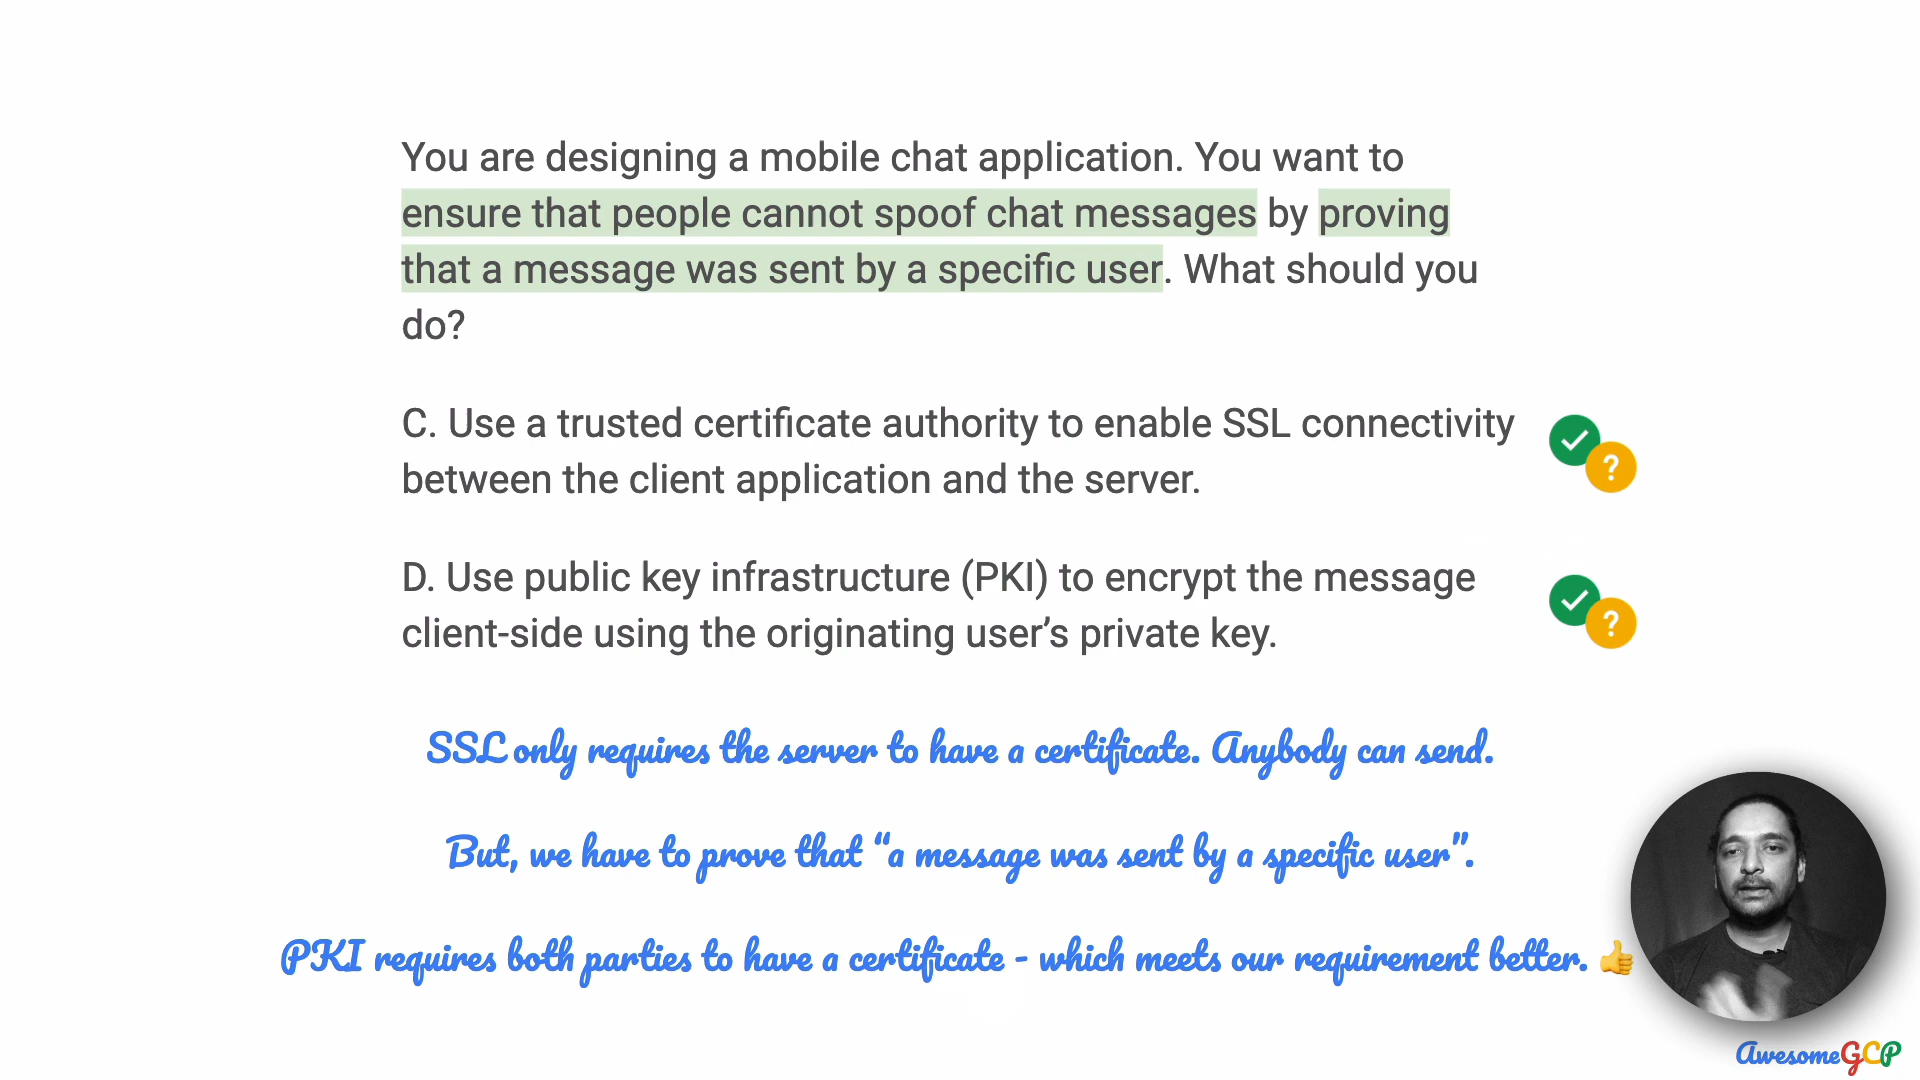 You are designing a mobile chat application. You want to
ensure that people cannot spoof chat messages by proving
that a message was sent by a specific user. What should you
do?
C. Use a trusted certificate authority to enable SSL connectivity
between the client application and the server.
?
D. Use public key infrastructure (PKI) to encrypt the message
client-side using the originating user’s private key.
?
SSL only requires the server to have a certificate. Anybody can send.
But, we have to prove that “a message was sent by a specific user”.
PKI requires both parties to have a certificate - which meets our requirement better. 👍
AwesomeGCP